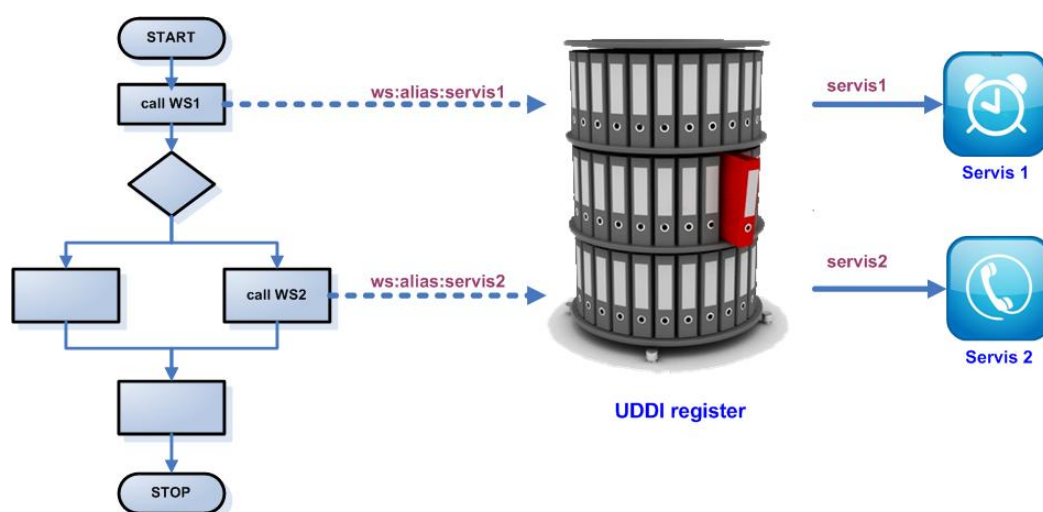 START
call WS1
ws:alias:servis1
servis1
Servis 1
call WS2
ws:alias:servis2
servis2
Servis 2
UDDI register
STOP